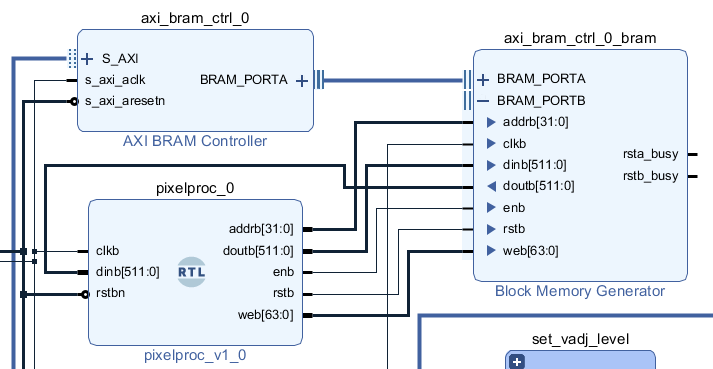 axi_bram_ctrl_0
S_AXI
s_axi_aclk
s_axi_aresetn
BRAM_PORTA
AXI BRAM Controller
axi_bram_ctrl_0_bram
BRAM_PORTA
BRAM_PORTB
addrb[31:0]
clkb
dinb[511:0]
doutb[511:0]
enb
rstb
web[63:0]
rsta_busy
rstb_busy
Block Memory Generator
pixelproc_0
clkb
dinb[511:0]
rstbn
RTL
addrb[31:0]
doutb[511:0]
enb
rstb
web[63:0]
pixelproc_v1_0
set_vadj_level